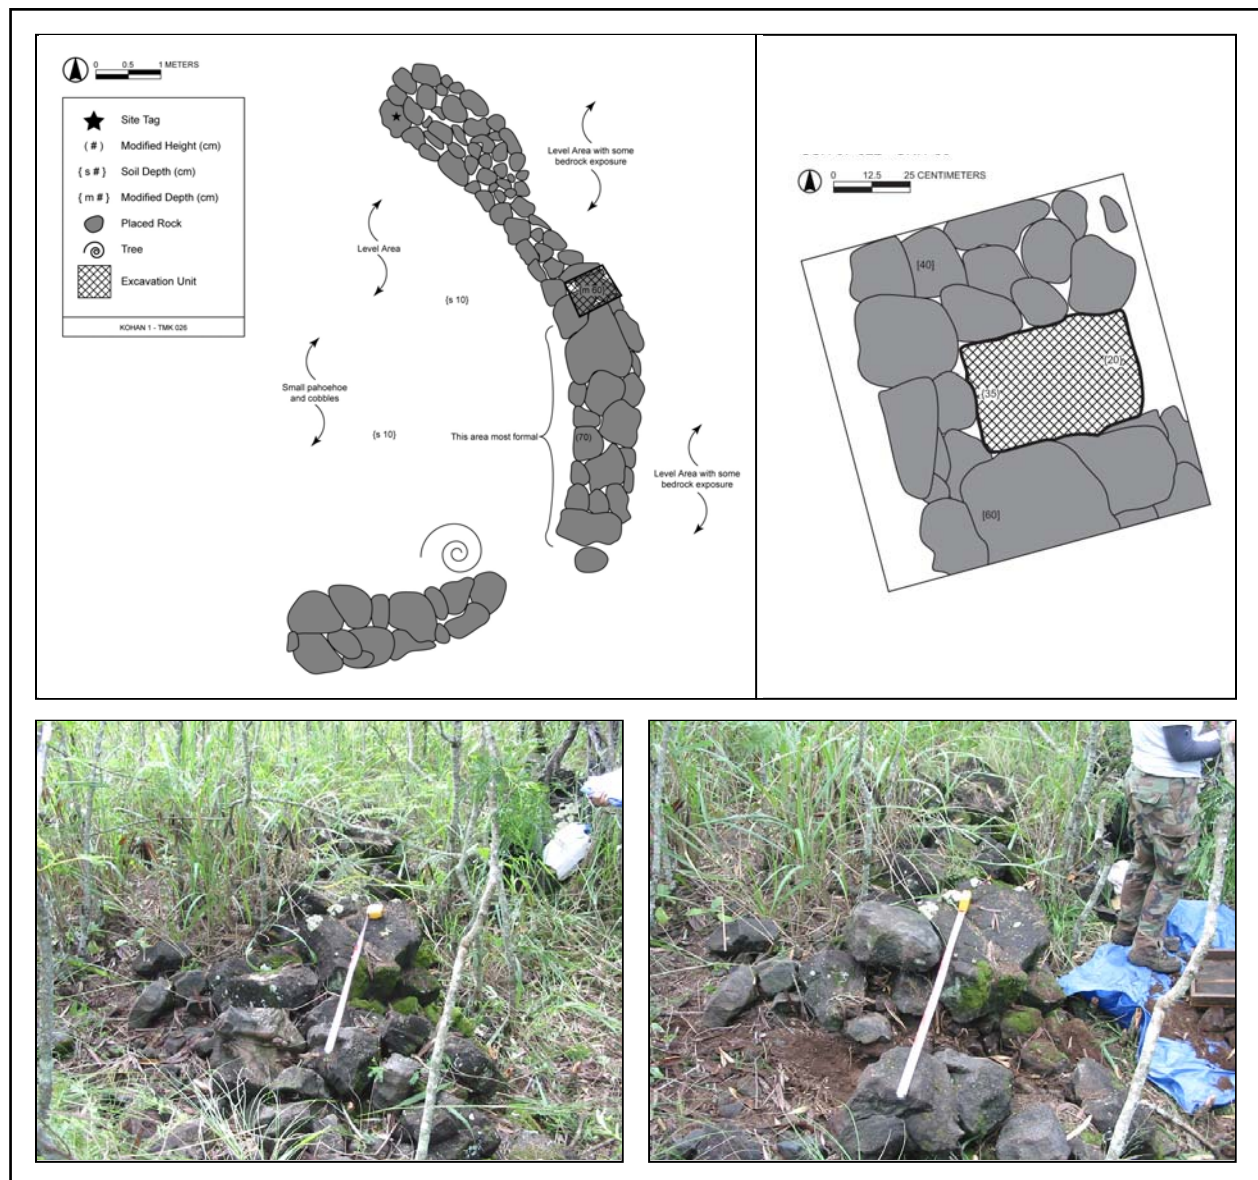 0 0.5 1 METERS
Site Tag
( # ) Modified Height (cm)
{ s # } Soil Depth (cm)
{ m # } Modified Depth (cm)
Placed Rock
Tree
Excavation Unit
KOHAN 1 - TMK 026
Level Area with some
bedrock exposure
Level Area
{s 10}
{m 60}
Small pahoehoe
and cobbles
{s 10}
This area most formal
(70)
Level Area with some
bedrock exposure
0 12.5 25 CENTIMETERS
[40]
[20]
{35}
[60]